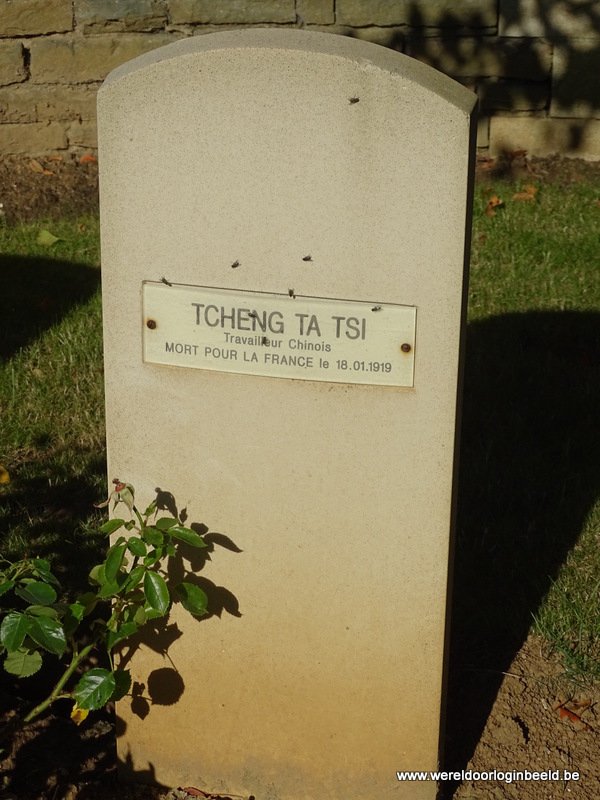 TCHENG TA TSI
Travailleur Chinois
MORT POUR LA FRANCE le 18.01.1919
www.wereldoorloginbeeld.be